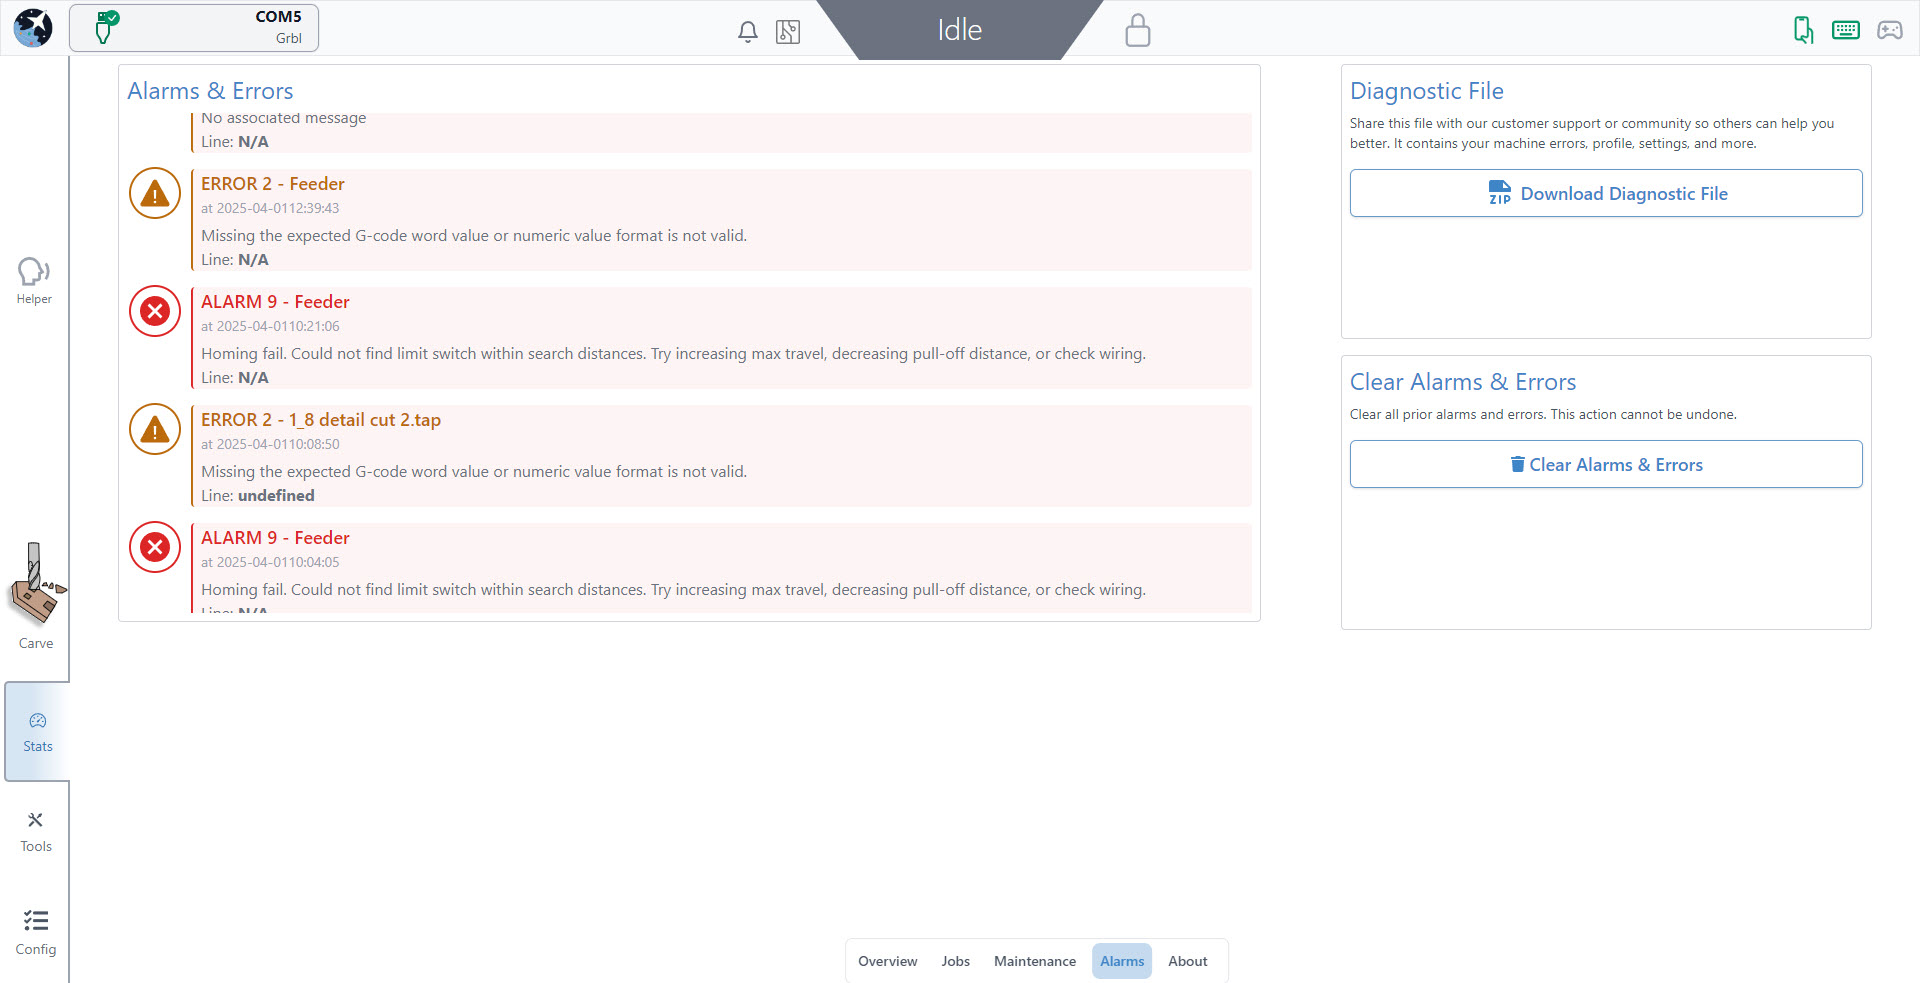 COM5
Grbl
Idle
Helper
Carve
Stats
Tools
Config
Alarms & Errors
No associated message
Line: N/A
ERROR 2 - Feeder
at 2025-04-0112:39:43
Missing the expected G-code word value or numeric value format is not valid.
Line: N/A
ALARM 9 - Feeder
at 2025-04-0110:21:06
Homing fail. Could not find limit switch within search distances. Try increasing max travel, decreasing pull-off distance, or check wiring.
Line: N/A
ERROR 2 - 1_8 detail cut 2.tap
at 2025-04-0110:08:50
Missing the expected G-code word value or numeric value format is not valid.
Line: undefined
ALARM 9 - Feeder
at 2025-04-0110:04:05
Homing fail. Could not find limit switch within search distances. Try increasing max travel, decreasing pull-off distance, or check wiring.
Line: N/A
Diagnostic File
Share this file with our customer support or community so others can help you
better. It contains your machine errors, profile, settings, and more.
ZIP Download Diagnostic File
Clear Alarms & Errors
Clear all prior alarms and errors. This action cannot be undone.
Clear Alarms & Errors
Overview Jobs Maintenance Alarms About